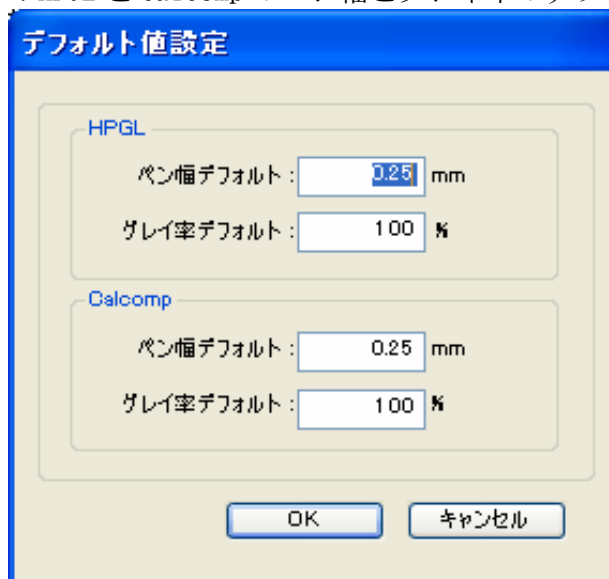 デフォルト値設定
HPGL
ペン幅デフォルト : 0.25 mm
グレイ率デフォルト : 100 %
Calcomp
ペン幅デフォルト : 0.25 mm
グレイ率デフォルト : 100 %
OK キャンセル